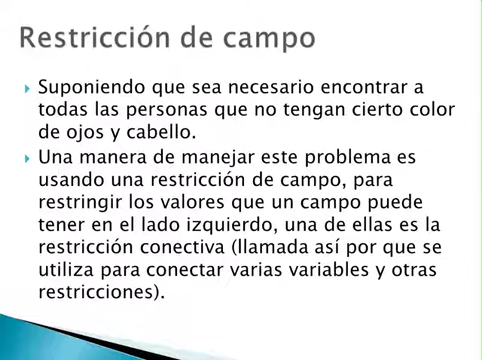 Restricción de campo
Suponiendo que sea necesario encontrar a
todas las personas que no tengan cierto color
de ojos y cabello.
Una manera de manejar este problema es
usando una restricción de campo, para
restringir los valores que un campo puede
tener en el lado izquierdo, una de ellas es la
restricción conectiva (llamada así por que se
utiliza para conectar varias variables y otras
restricciones).